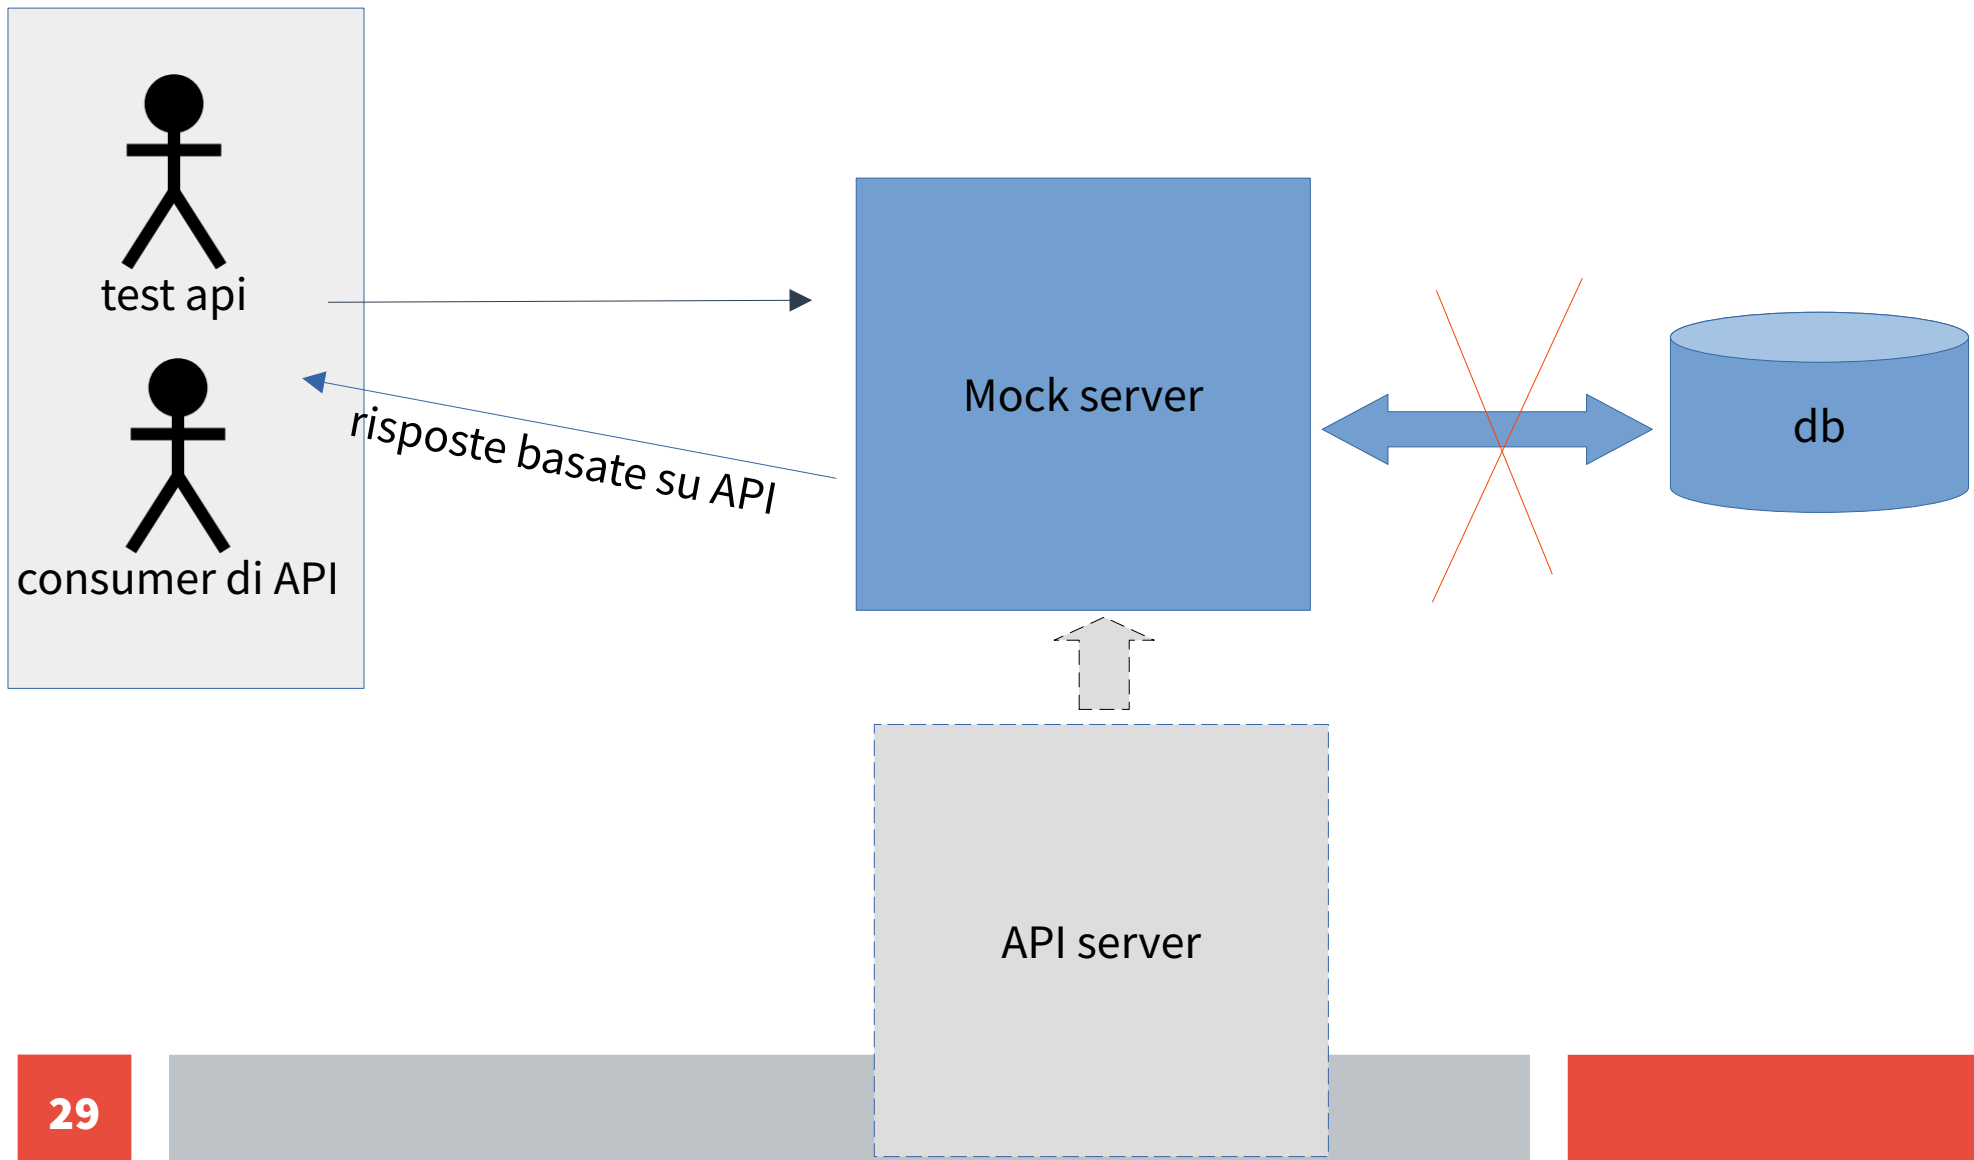 test api
consumer di API
risposte basate su API
Mock server
db
API server
29